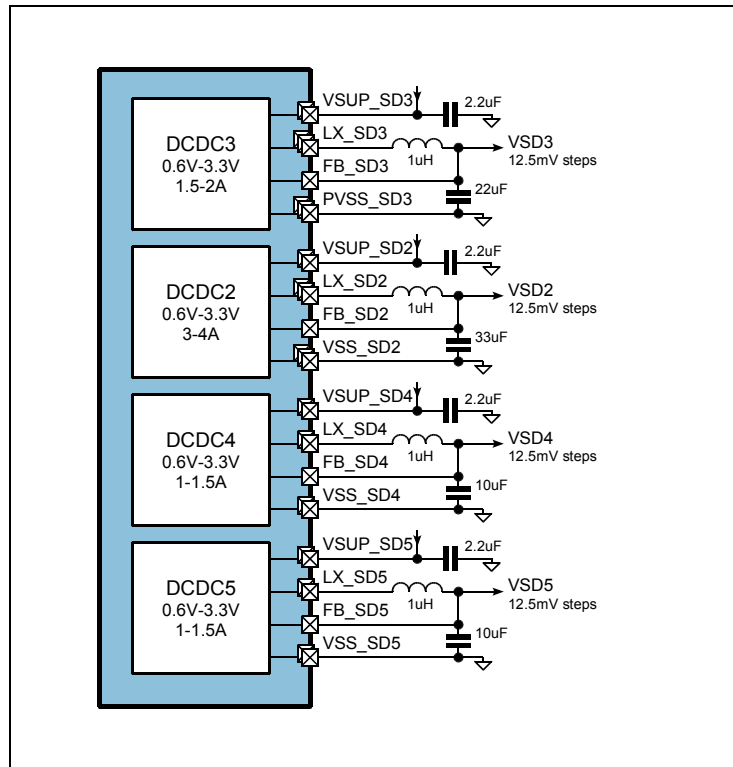 VSUP_SD3
2.2uF
DCDC3
0.6V-3.3V
1.5-2A
LX_SD3
1uH
VSD3
12.5mV steps
FB_SD3
22uF
PVSS_SD3
VSUP_SD2
2.2uF
DCDC2
0.6V-3.3V
3-4A
LX_SD2
1uH
VSD2
12.5mV steps
FB_SD2
33uF
VSS_SD2
VSUP_SD4
2.2uF
DCDC4
0.6V-3.3V
1-1.5A
LX_SD4
1uH
VSD4
12.5mV steps
FB_SD4
10uF
VSS_SD4
VSUP_SD5
2.2uF
DCDC5
0.6V-3.3V
1-1.5A
LX_SD5
1uH
VSD5
12.5mV steps
FB_SD5
10uF
VSS_SD5